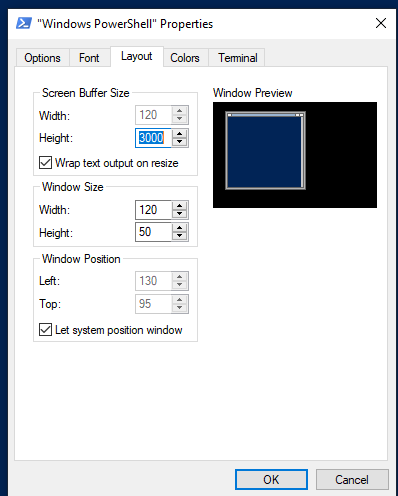 "Windows PowerShell" Properties
Options Font Layout Colors Terminal
Screen Buffer Size
Width: 120
Height: 3000
Wrap text output on resize
Window Size
Width: 120
Height: 50
Window Position
Left: 130
Top: 95
Let system position window
Window Preview
OK Cancel